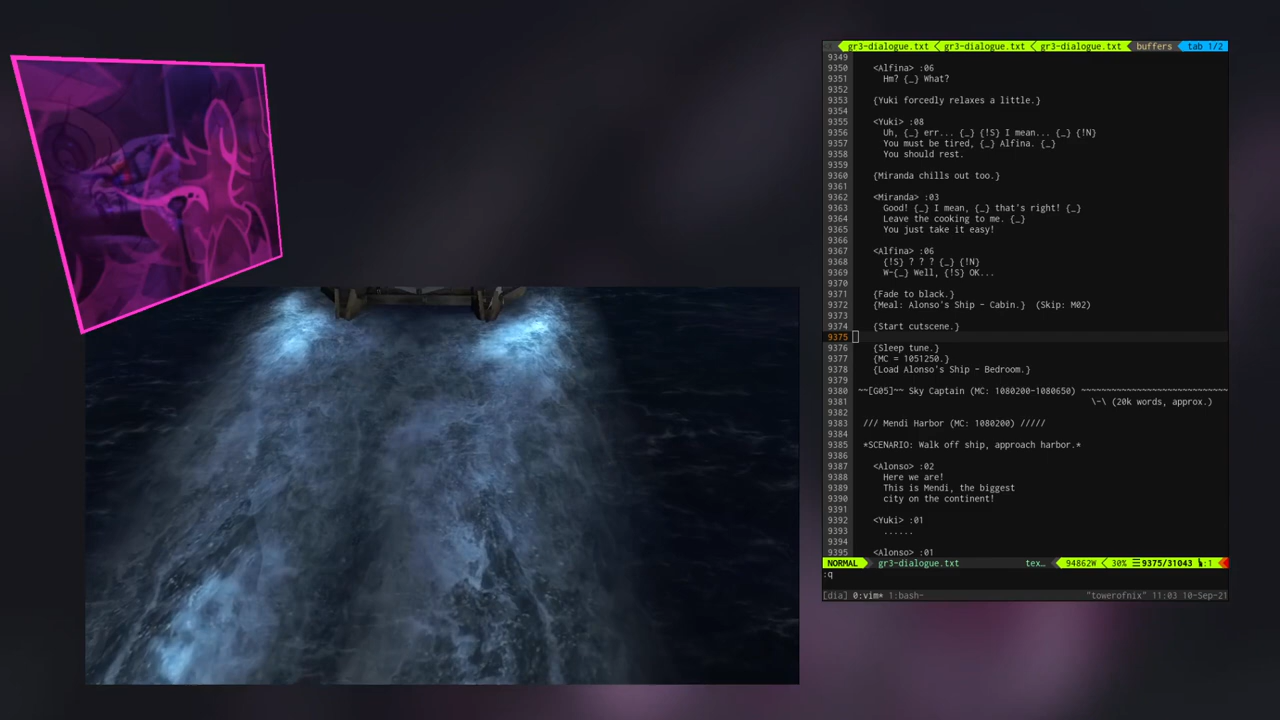 gr3-dialogue.txt gr3-dialogue.txt gr3-dialogue.txt buffers tab 1/2
9349
9350 <Alfina> :06
9351 Hm? {_} What?
9352
9353 {Yuki forcedly relaxes a little.}
9354
9355 <Yuki> :08
9356 Uh, {_} err... {_} {!S} I mean... {_} {!N}
9357 You must be tired, {_} Alfina. {_}
9358 You should rest.
9359
9360 {Miranda chills out too.}
9361
9362 <Miranda> :03
9363 Good! {_} I mean, {_} that's right! {_}
9364 Leave the cooking to me. {_}
9365 You just take it easy!
9366
9367 <Alfina> :06
9368 {!S} ? ? ? {_} {!N}
9369 W-{_} Well, {!S} OK...
9370
9371 {Fade to black.}
9372 {Meal: Alonso's Ship - Cabin.} (Skip: M02)
9373
9374 {Start cutscene.}
9375
9376 {Sleep tune.}
9377 {MC = 1051250.}
9378 {Load Alonso's Ship - Bedroom.}
9379
9380 ~~[G05]~~ Sky Captain (MC: 1080200-1080650) ~~~~~~~~~~~~~~~~~~~~~~~~~~~~~
9381 \-\ (20k words, approx.)
9382
9383 /// Mendi Harbor (MC: 1080200) /////
9384
9385 *SCENARIO: Walk off ship, approach harbor.*
9386
9387 <Alonso> :02
9388 Here we are!
9389 This is Mendi, the biggest
9390 city on the continent!
9391
9392 <Yuki> :01
9393 ......
9394
9395 <Alonso> :01
NORMAL gr3-dialogue.txt tex… 94862W 30% ☰9375/31043 :1
:q
[dia] 0:vim* 1:bash- "towerofnix" 11:03 10-Sep-21